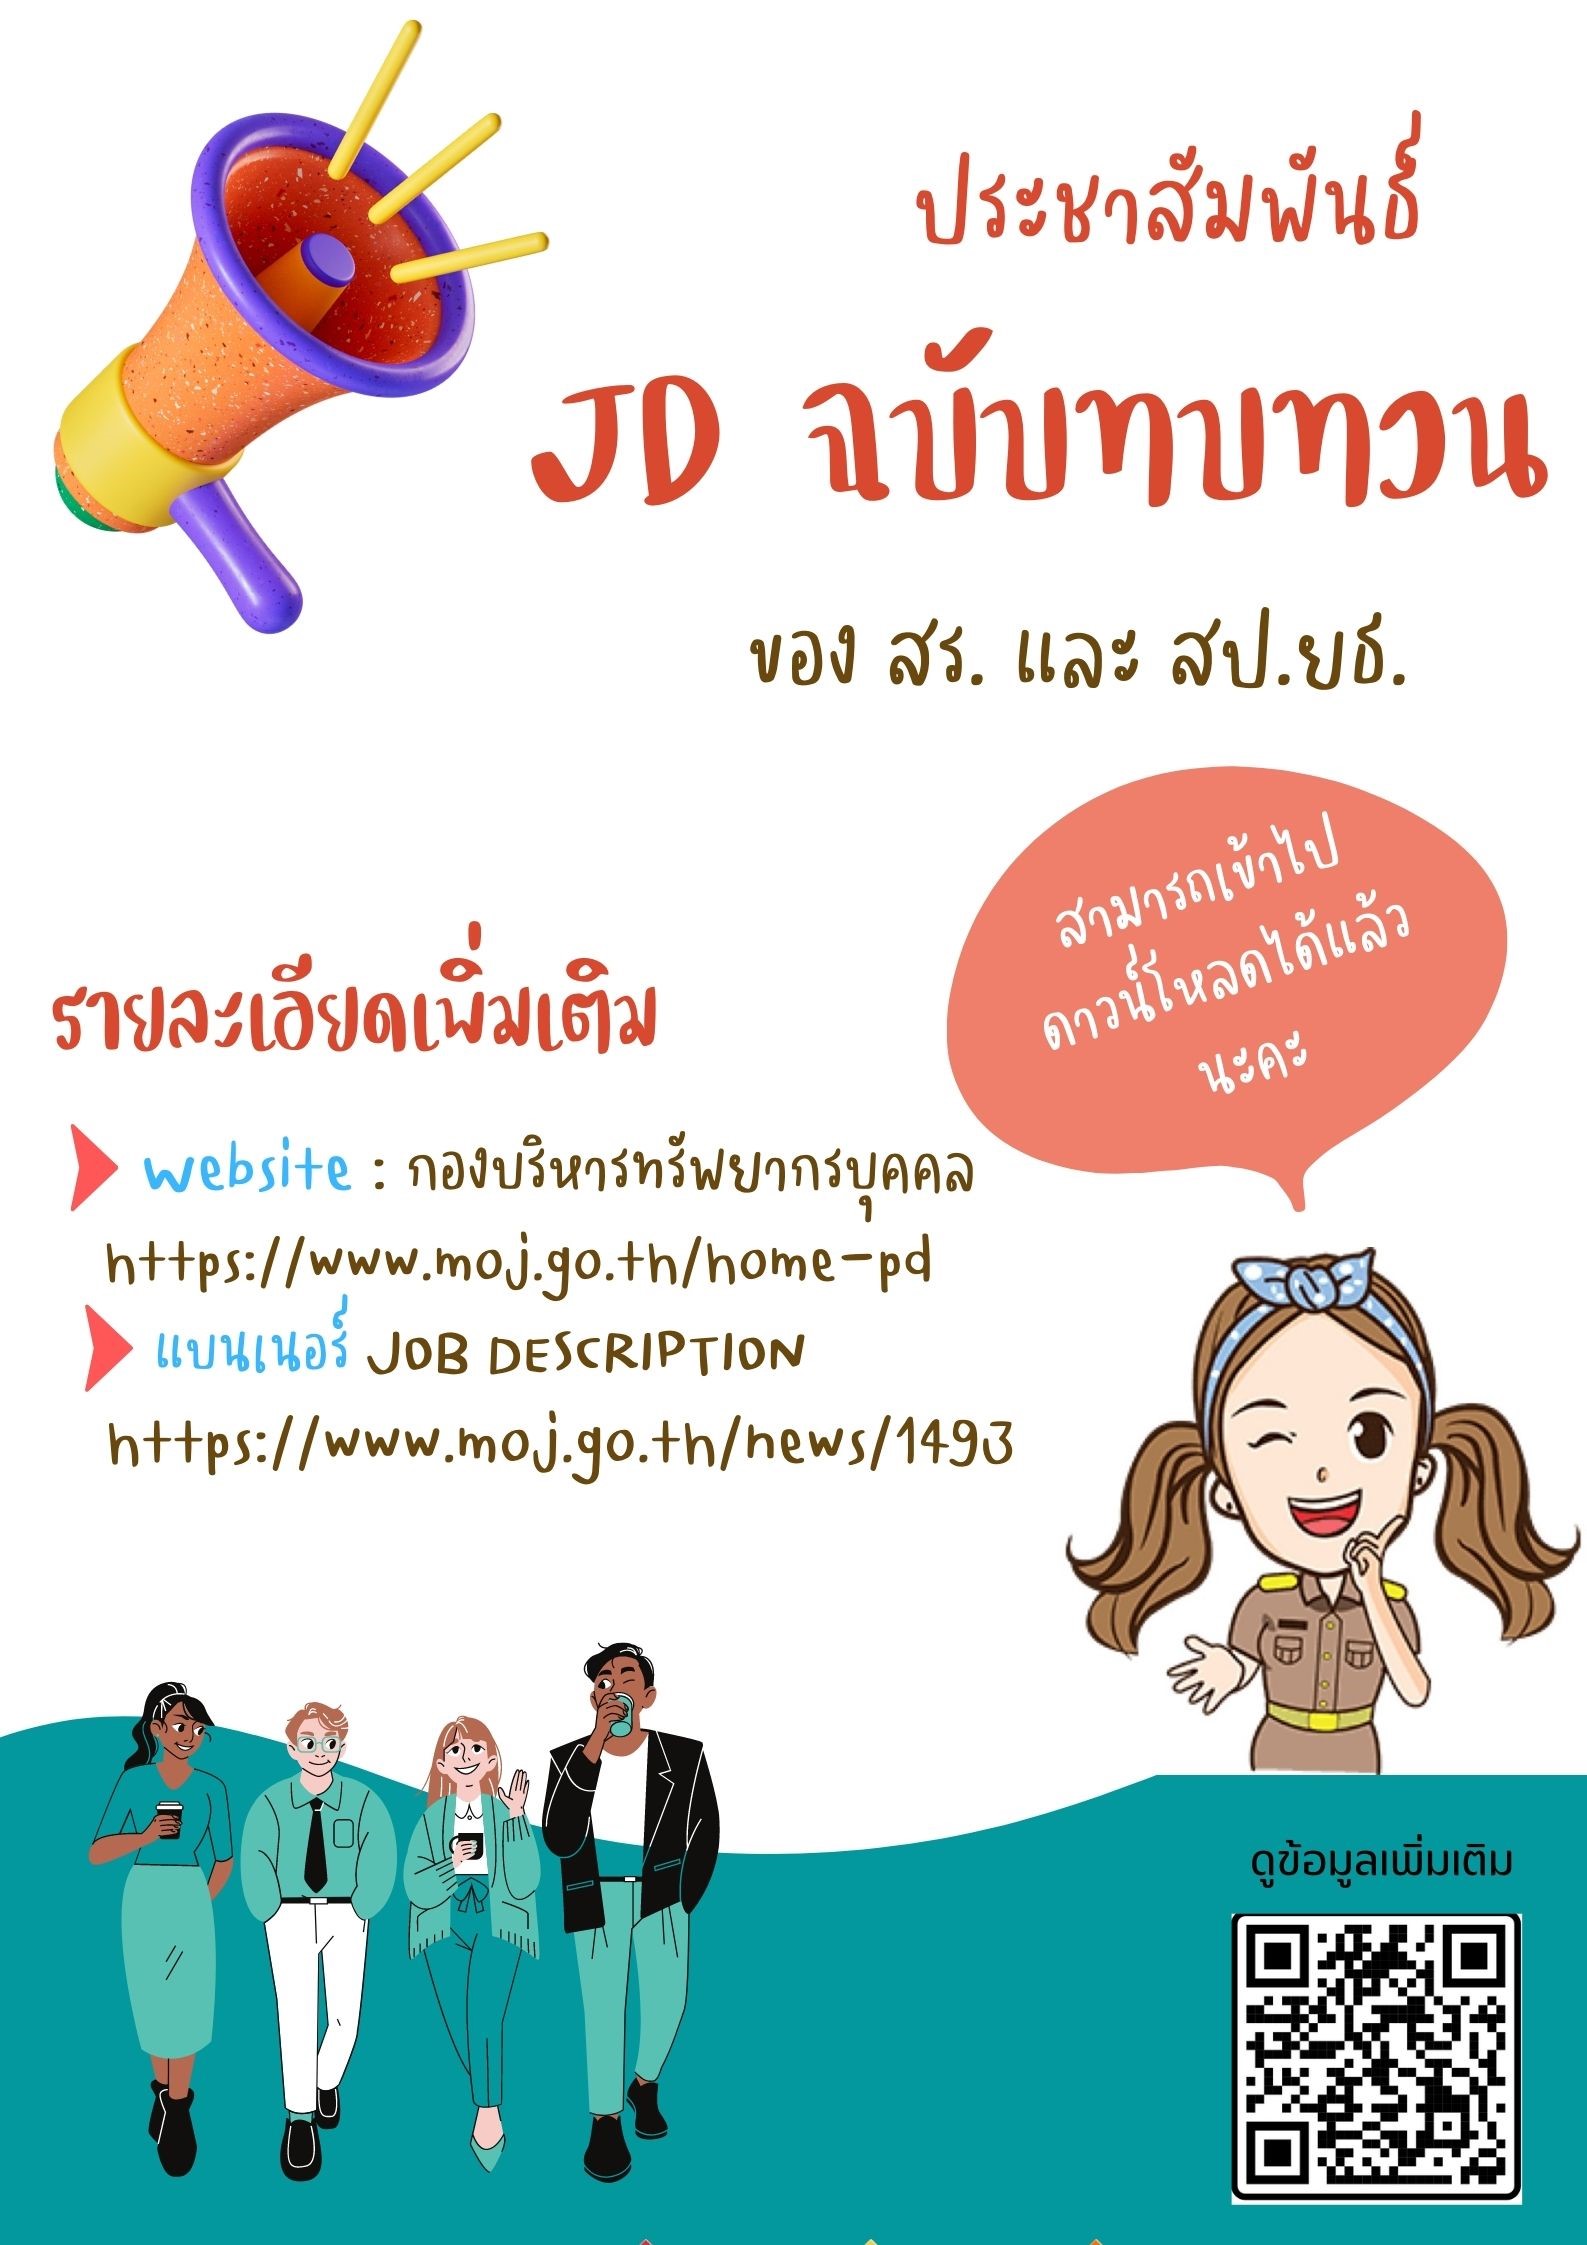 ประชาสัมพันธ์
JD ฉบับทบทวน
ของ สร. และ สป.ยธ.
สามารถเข้าไป
ดาวน์โหลดได้แล้ว
นะคะ
รายละเอียดเพิ่มเติม
website : กองบริหารทรัพยากรบุคคล
https://www.moj.go.th/home-pd
แบนเนอร์ JOB DESCRIPTION
https://www.moj.go.th/news/1493
ดูข้อมูลเพิ่มเติม